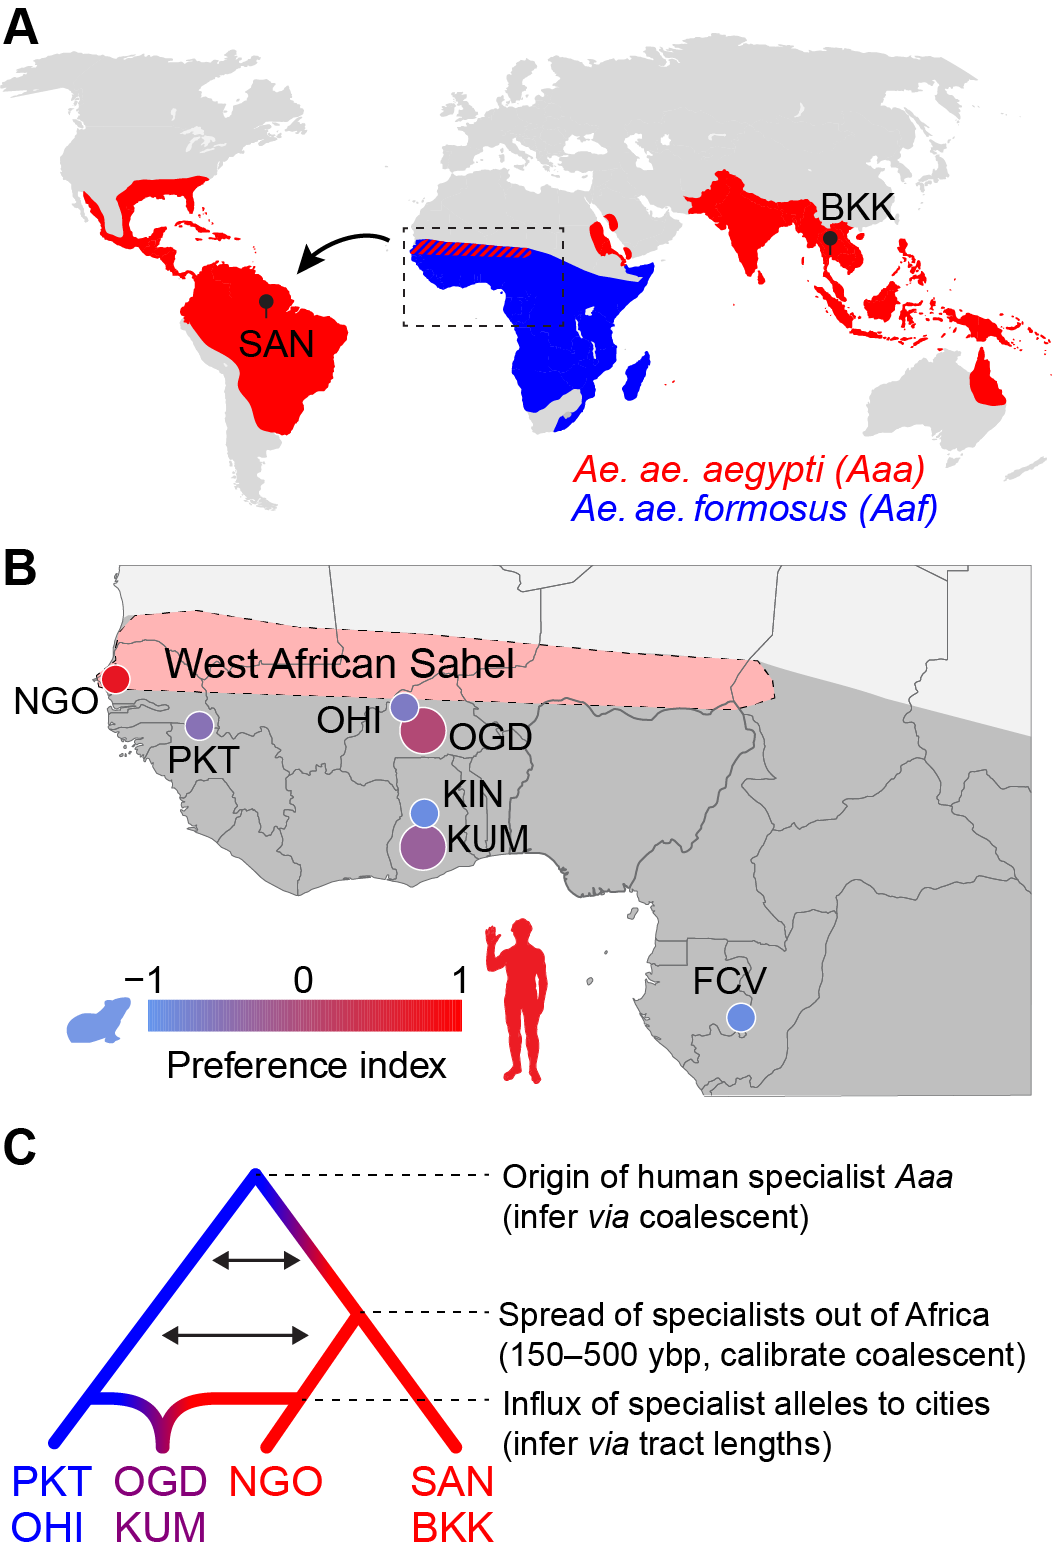 A
BKK
SAN
Ae. ae. aegypti (Aaa)
Ae. ae. formosus (Aaf)
B
West African Sahel
NGO
OHI
OGD
PKT
KIN
KUM
FCV
−1 0 1
Preference index
C
Origin of human specialist Aaa
(infer via coalescent)
Spread of specialists out of Africa
(150–500 ybp, calibrate coalescent)
Influx of specialist alleles to cities
(infer via tract lengths)
PKT OGD NGO SAN
OHI KUM BKK